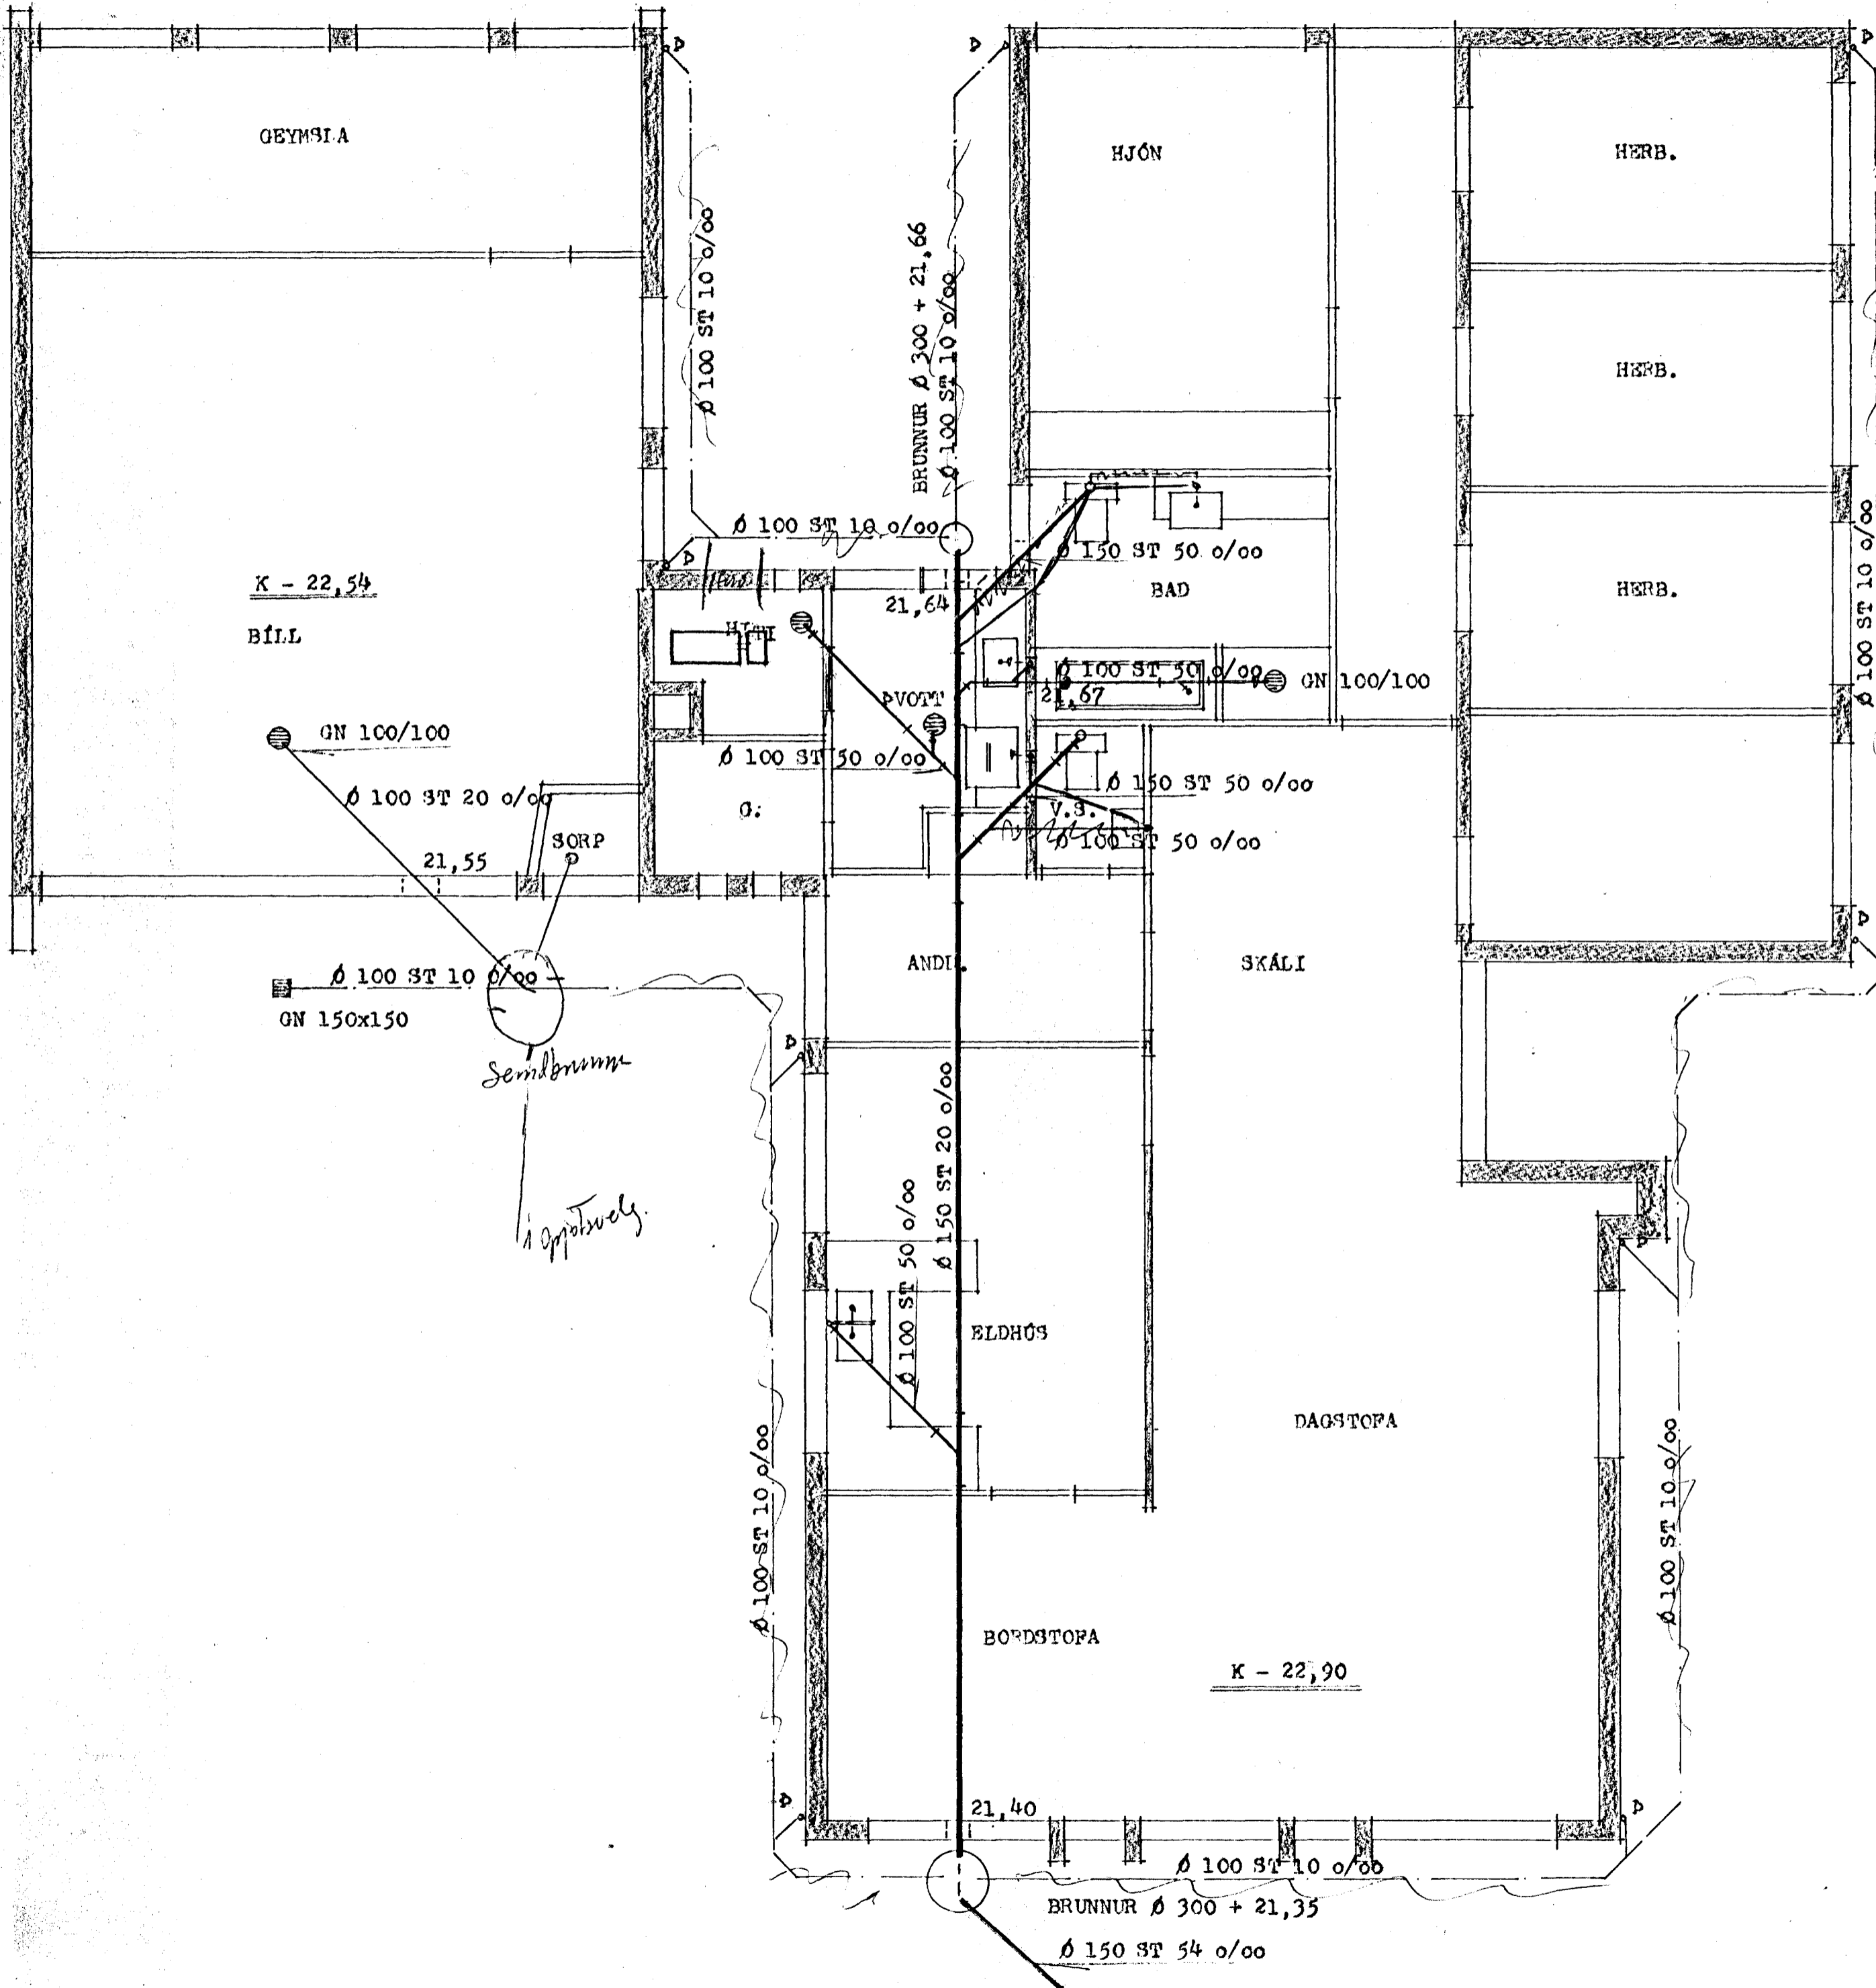 D
D
D
GEYMSLA
HJÓN
HERB.
Ø 100 ST 10 o/oo
BRUNNUR Ø 300 + 21,66
Ø 100 ST 10 o/oo
HERB.
Ø 100 ST 10 o/oo
Ø 100 ST 10 o/oo
D
Ø 150 ST 50 o/oo
K - 22,54
BÍLL
21,64
BAD
HERB.
HITI
Ø 100 ST 50 o/oo
GN 100/100
21,67
ÞVOTT
GN 100/100
Ø 100 ST 50 o/oo
Ø 150 ST 50 o/oo
Ø 100 ST 20 o/oo
G:
V.S.
Ø 100 ST 50 o/oo
SORP
21,55
D
ANDD.
SKÁLI
Ø 100 ST 10 o/oo
GN 150x150
D
Sandbrunnur
Ø 150 ST 20 o/oo
í grjótsvelg.
Ø 100 ST 50 o/oo
D
ELDHÚS
DAGSTOFA
Ø 100 ST 10 o/oo
Ø 100 ST 10 o/oo
BORDSTOFA
K - 22,90
D
21,40
D
Ø 100 ST 10 o/oo
BRUNNUR Ø 300 + 21,35
Ø 150 ST 54 o/oo